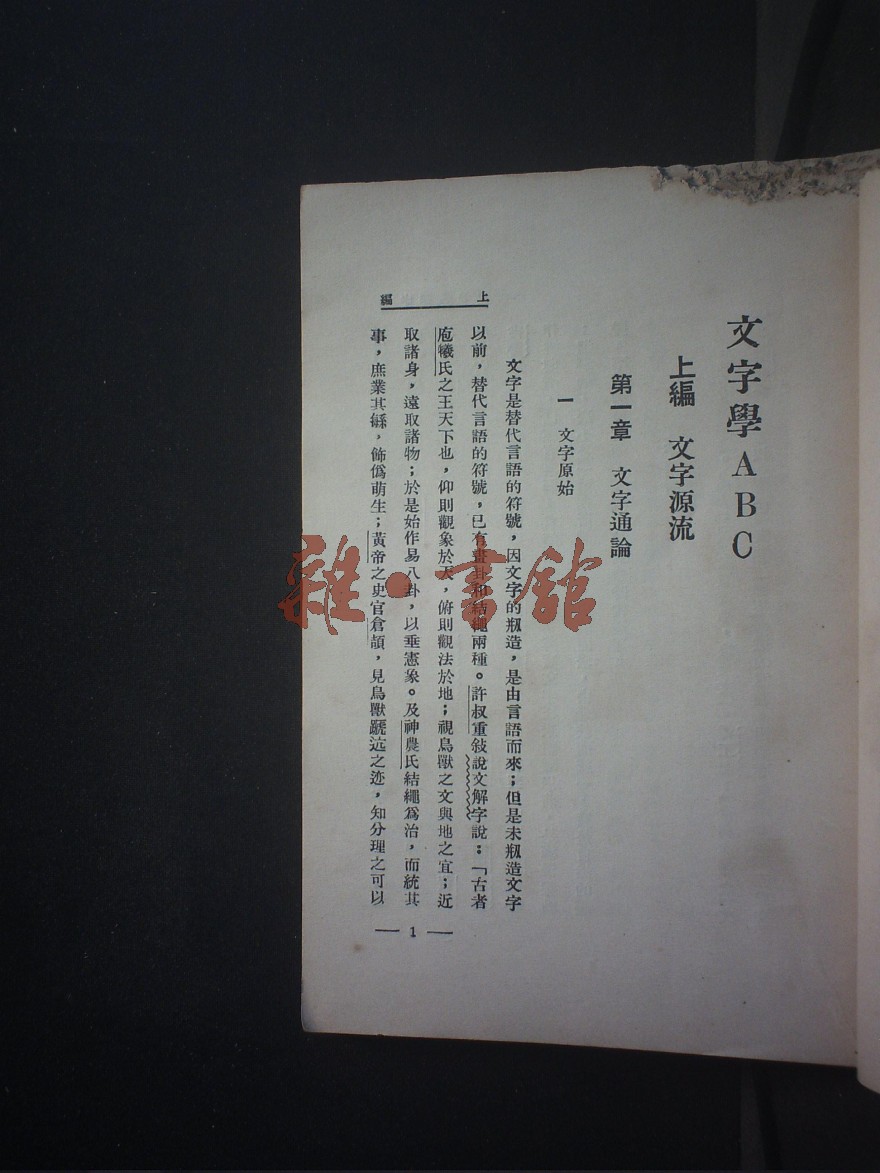 文字學ABC
上編 文字源流
第一章 文字通論
一 文字原始
文字是替代言語的符號，因文字的剏造，是由言語而來；但是未剏造文字
以前，替代言語的符號，已有畫卦和結繩兩種。許叔重敍說文解字說：「古者
庖犧氏之王天下也，仰則觀象於天，俯則觀法於地；視鳥獸之文與地之宜；近
取諸身，遠取諸物；於是始作易八卦，以垂憲象。及神農氏結繩爲治，而統其
事，庶業其繇，飾僞萌生；黃帝之史官倉頡，見鳥獸蹏迒之迹，知分理之可以
上編
1
雜·書館